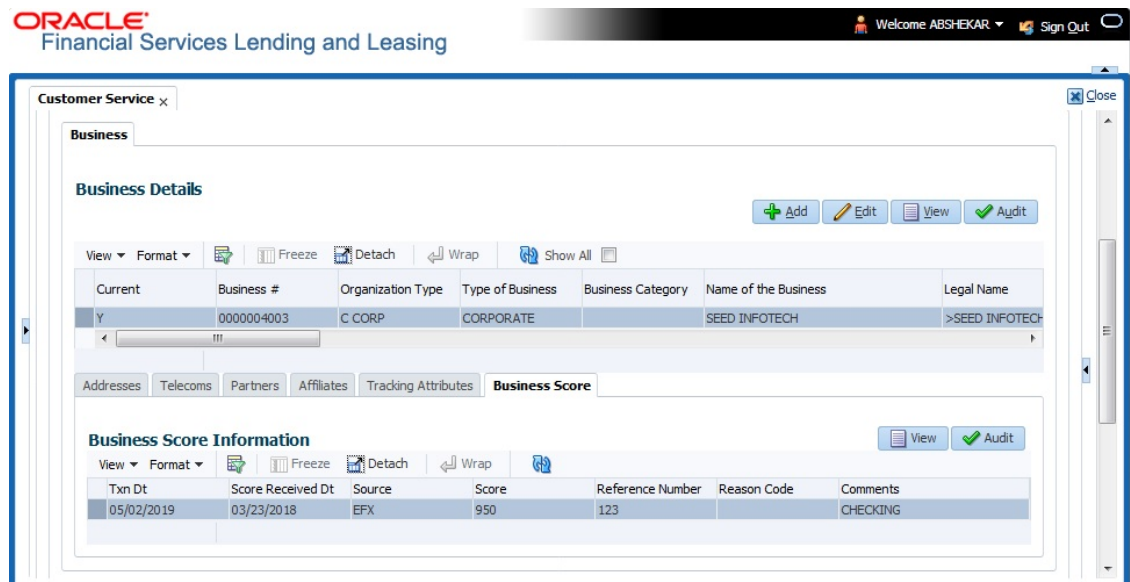 ORACLE
Financial Services Lending and Leasing
Welcome ABSHEKAR Sign Out
Customer Service x Close
Business
Business Details
Add Edit View Audit
View Format Freeze Detach Wrap Show All
Current Business # Organization Type Type of Business Business Category Name of the Business Legal Name
Y 0000004003 C CORP CORPORATE SEED INFOTECH >SEED INFOTECH
Addresses Telecoms Partners Affiliates Tracking Attributes Business Score
Business Score Information
View Audit
View Format Freeze Detach Wrap
Txn Dt Score Received Dt Source Score Reference Number Reason Code Comments
05/02/2019 03/23/2018 EFX 950 123 CHECKING